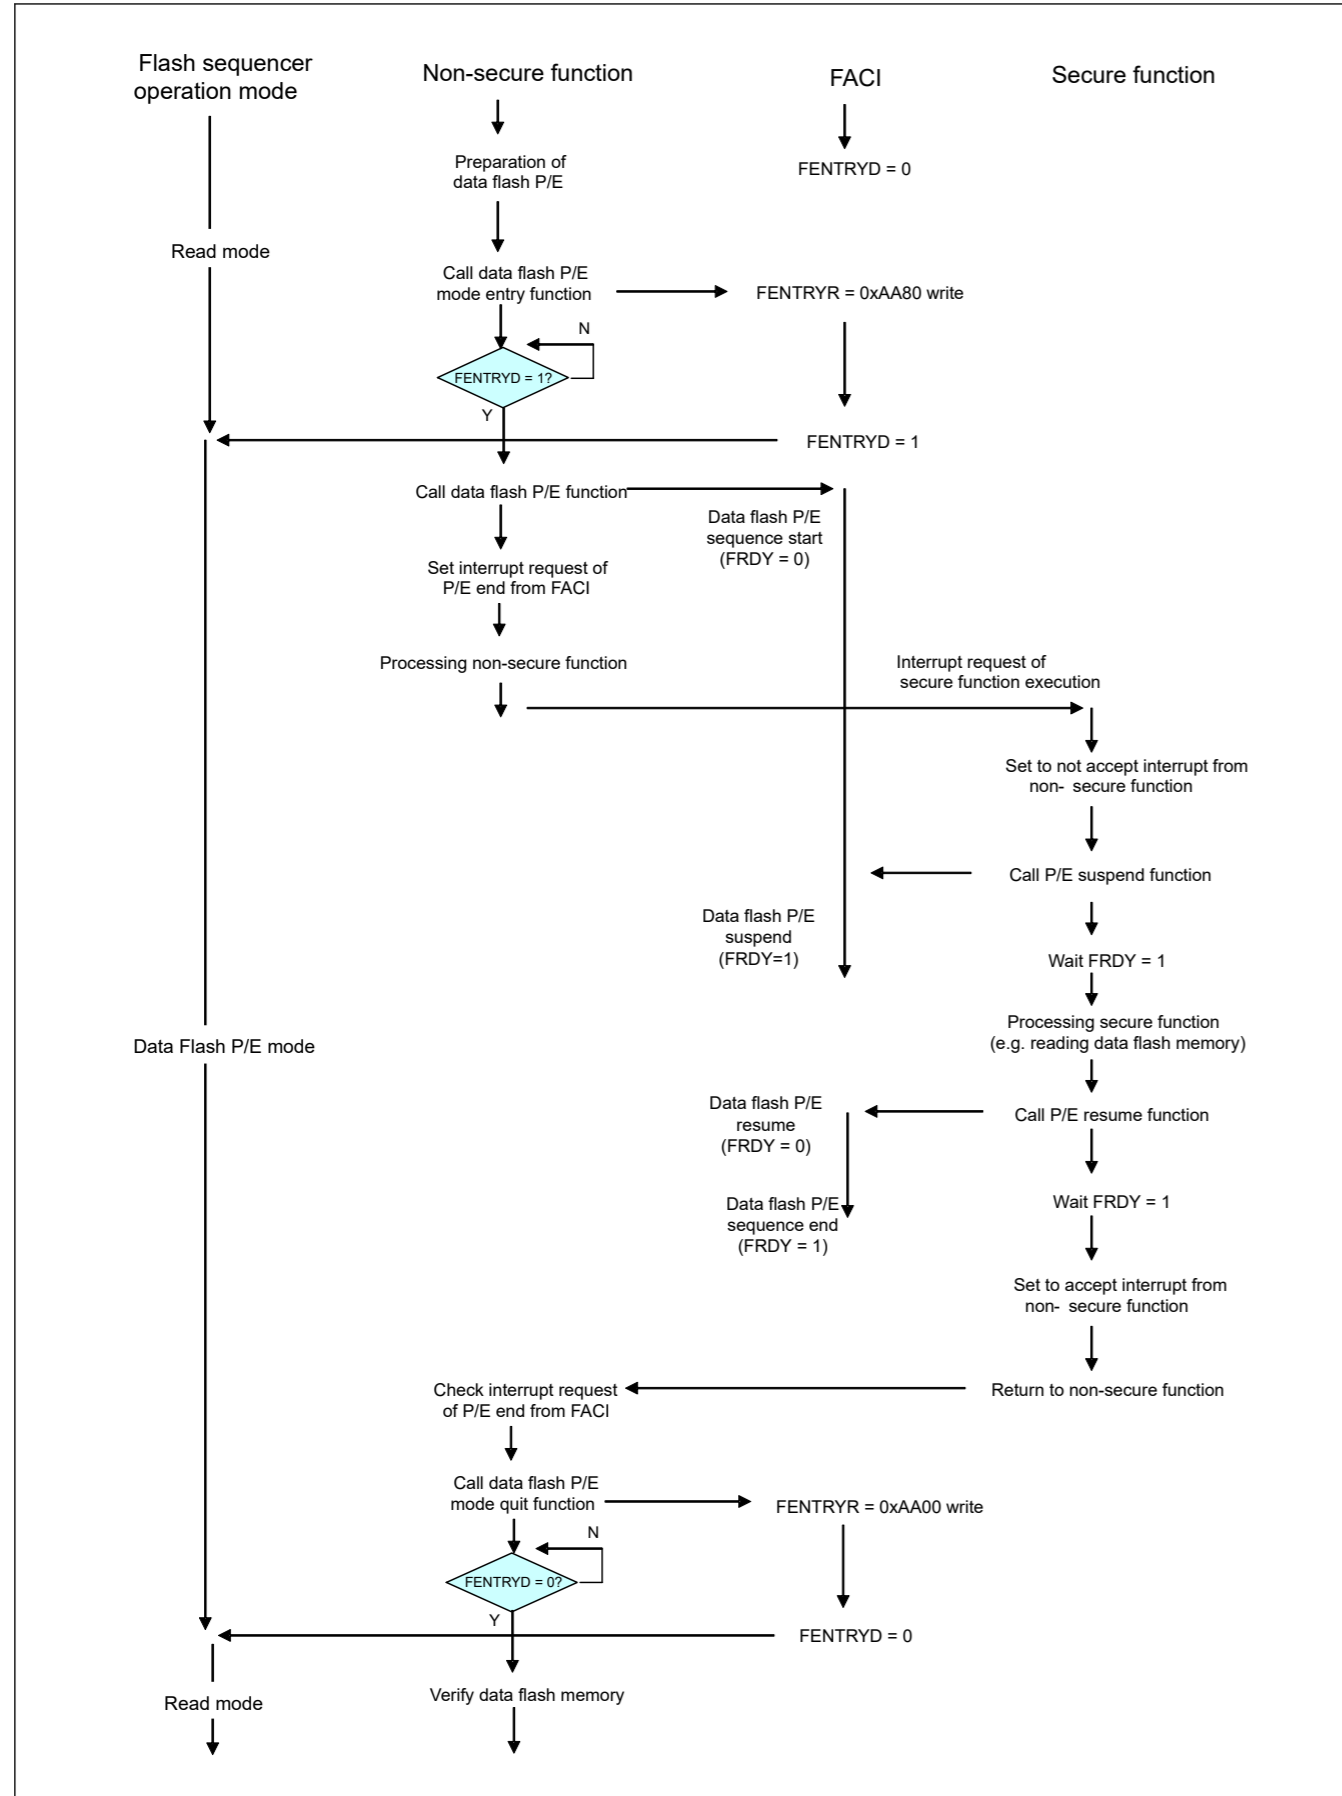 Flash sequencer
operation mode
Non-secure function
FACI
Secure function
Preparation of
data flash P/E
FENTRYD = 0
Read mode
Call data flash P/E
mode entry function
FENTRYR = 0xAA80 write
N
FENTRYD = 1?
Y
FENTRYD = 1
Call data flash P/E function
Data flash P/E
sequence start
(FRDY = 0)
Set interrupt request of
P/E end from FACI
Processing non-secure function
Interrupt request of
secure function execution
Set to not accept interrupt from
non- secure function
Call P/E suspend function
Data flash P/E
suspend
(FRDY=1)
Wait FRDY = 1
Processing secure function
(e.g. reading data flash memory)
Data Flash P/E mode
Data flash P/E
resume
(FRDY = 0)
Call P/E resume function
Data flash P/E
sequence end
(FRDY = 1)
Wait FRDY = 1
Set to accept interrupt from
non- secure function
Check interrupt request
of P/E end from FACI
Return to non-secure function
Call data flash P/E
mode quit function
FENTRYR = 0xAA00 write
N
FENTRYD = 0?
Y
FENTRYD = 0
Read mode
Verify data flash memory